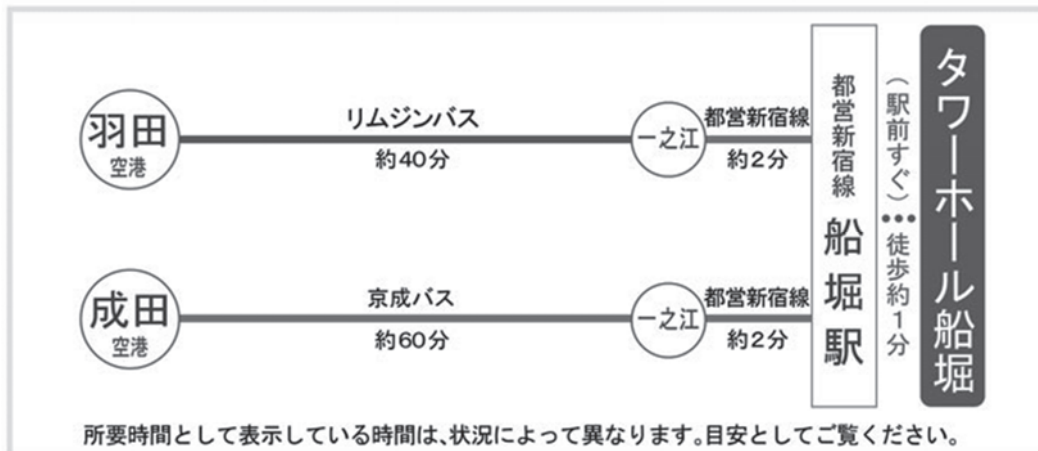 羽田
空港
リムジンバス
約40分
一之江
都営新宿線
約2分
成田
空港
京成バス
約60分
一之江
都営新宿線
約2分
都営新宿線 船堀駅
(駅前すぐ)•••徒歩約1分
タワーホール船堀
所要時間として表示している時間は、状況によって異なります。目安としてご覧ください。